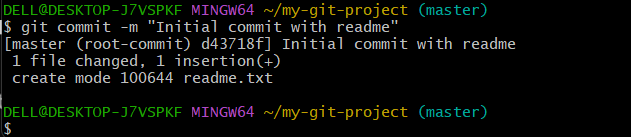 DELL@DESKTOP-J7VSPKF MINGW64 ~/my-git-project (master)
$ git commit -m "Initial commit with readme"
[master (root-commit) d43718f] Initial commit with readme
 1 file changed, 1 insertion(+)
 create mode 100644 readme.txt
DELL@DESKTOP-J7VSPKF MINGW64 ~/my-git-project (master)
$